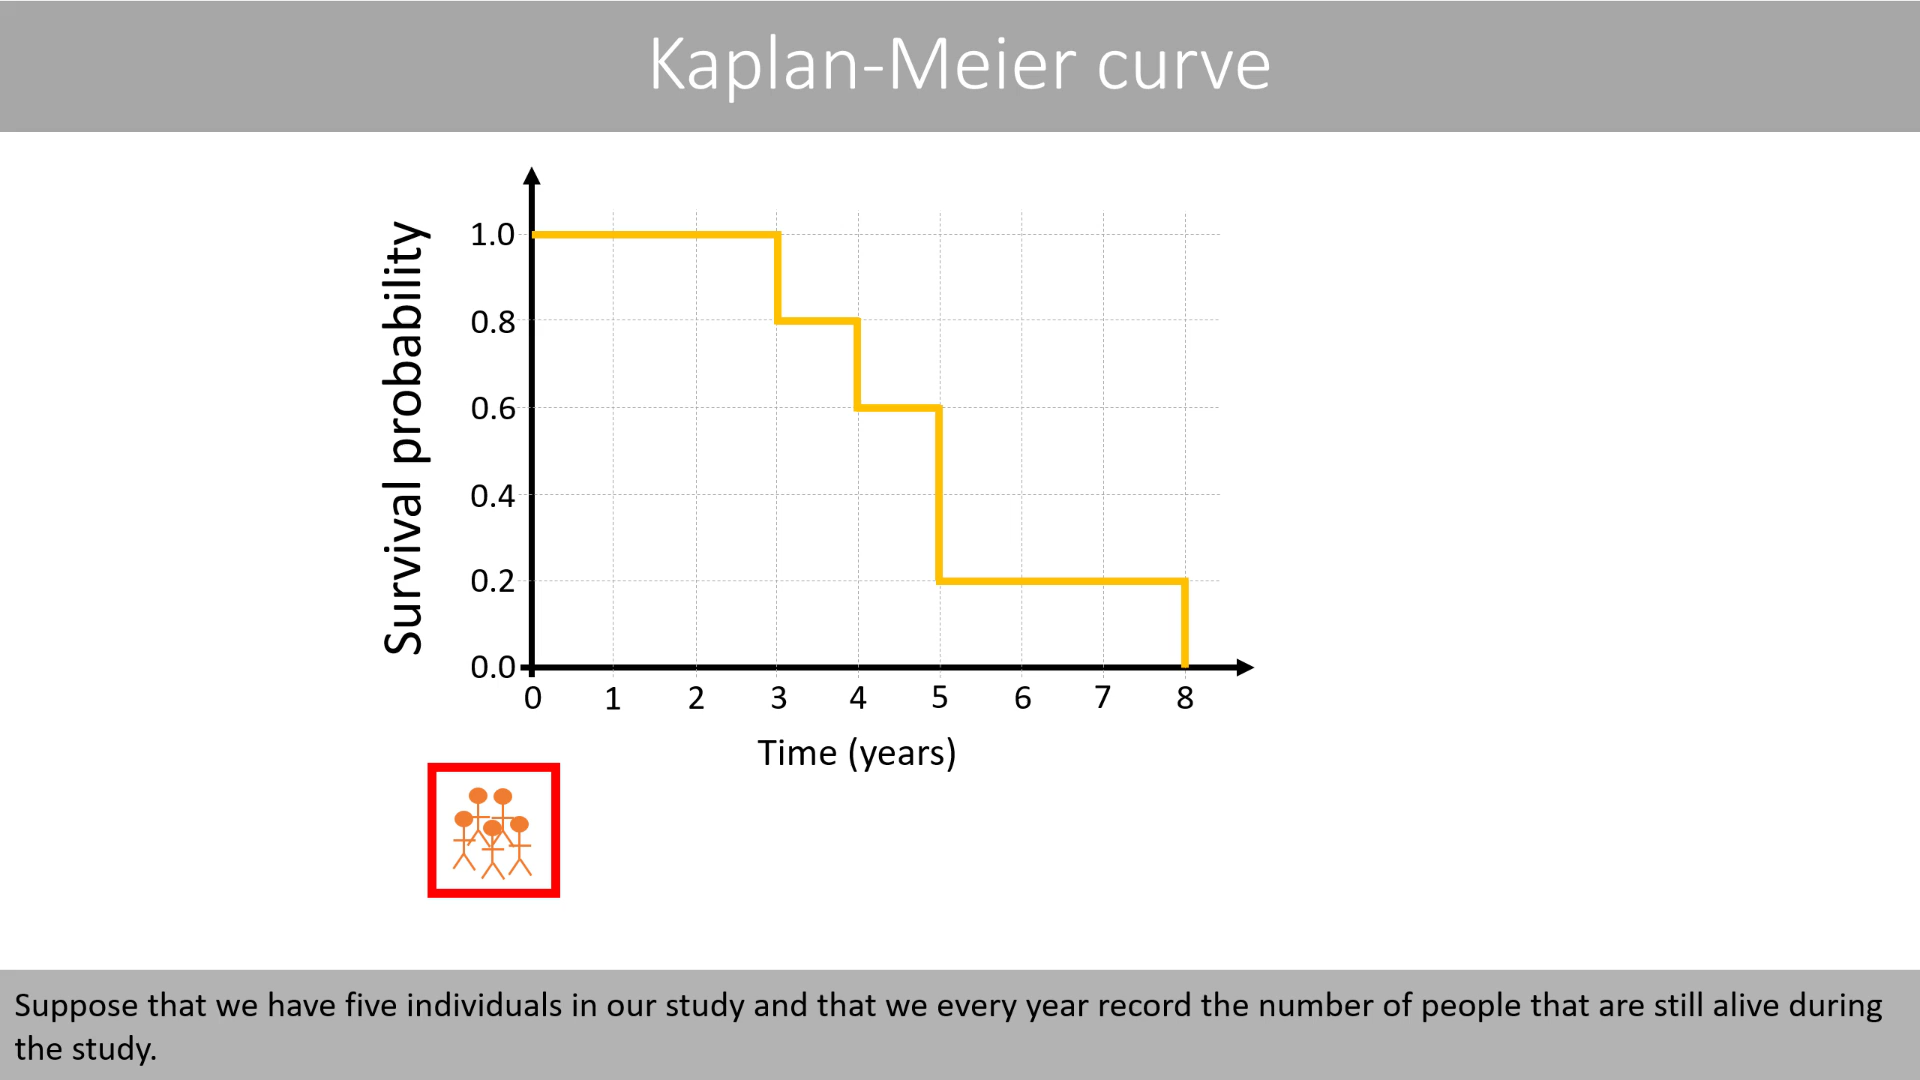 Kaplan-Meier curve
Survival probability
1.0
0.8
0.6
0.4
0.2
0.0
0 1 2 3 4 5 6 7 8
Time (years)
Suppose that we have five individuals in our study and that we every year record the number of people that are still alive during
the study.